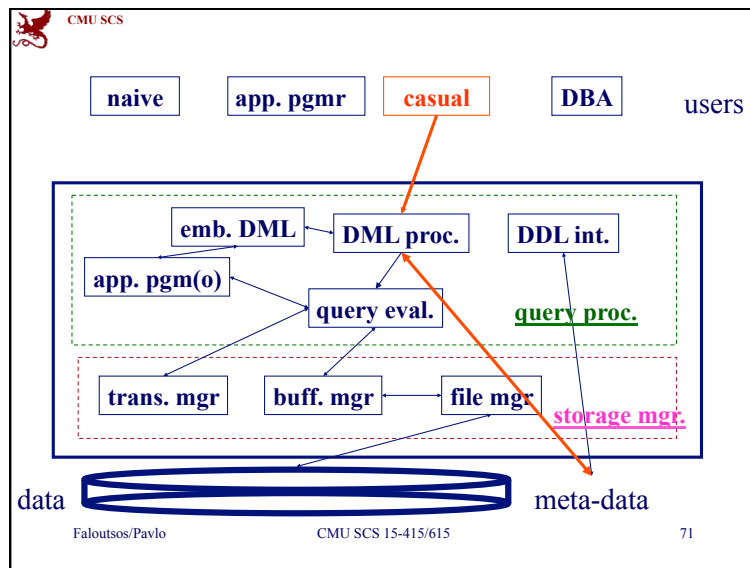 CMU SCS
naive
app. pgmr
casual
DBA
users
emb. DML
DML proc.
DDL int.
app. pgm(o)
query eval.
query proc.
trans. mgr
buff. mgr
file mgr
storage mgr.
data
meta-data
Faloutsos/Pavlo
CMU SCS 15-415/615
71